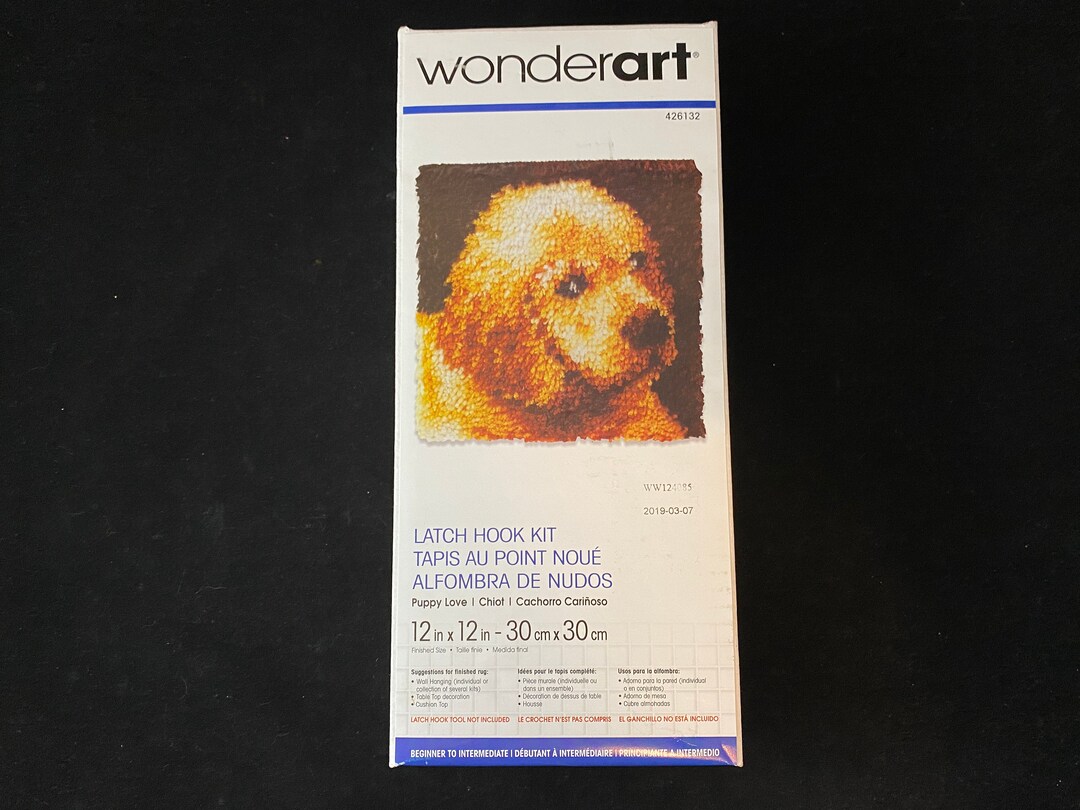 wonderart®
426132
2019-03-07
LATCH HOOK KIT
TAPIS AU POINT NOUÉ
ALFOMBRA DE NUDOS
Puppy Love | Chiot | Cachorro Cariñoso
12 in x 12 in - 30 cm x 30 cm
Finished Size • Taille finie • Medida final
Suggestions for finished rug:
• Wall Hanging (individual or
collection of several kits)
• Table Top decoration
• Cushion Top
Idées pour le tapis complété:
• Pièce murale (individuelle ou
dans un ensemble)
• Décoration de dessus de table
• Housse
Usos para la alfombra:
• Adorno para la pared (individual
o en conjuntos)
• Adorno de mesa
• Cubre almohadas
LATCH HOOK TOOL NOT INCLUDED LE CROCHET N'EST PAS COMPRIS EL GANCHILLO NO ESTÁ INCLUIDO
BEGINNER TO INTERMEDIATE | DÉBUTANT À INTERMÉDIAIRE | PRINCIPIANTE A INTERMEDIO